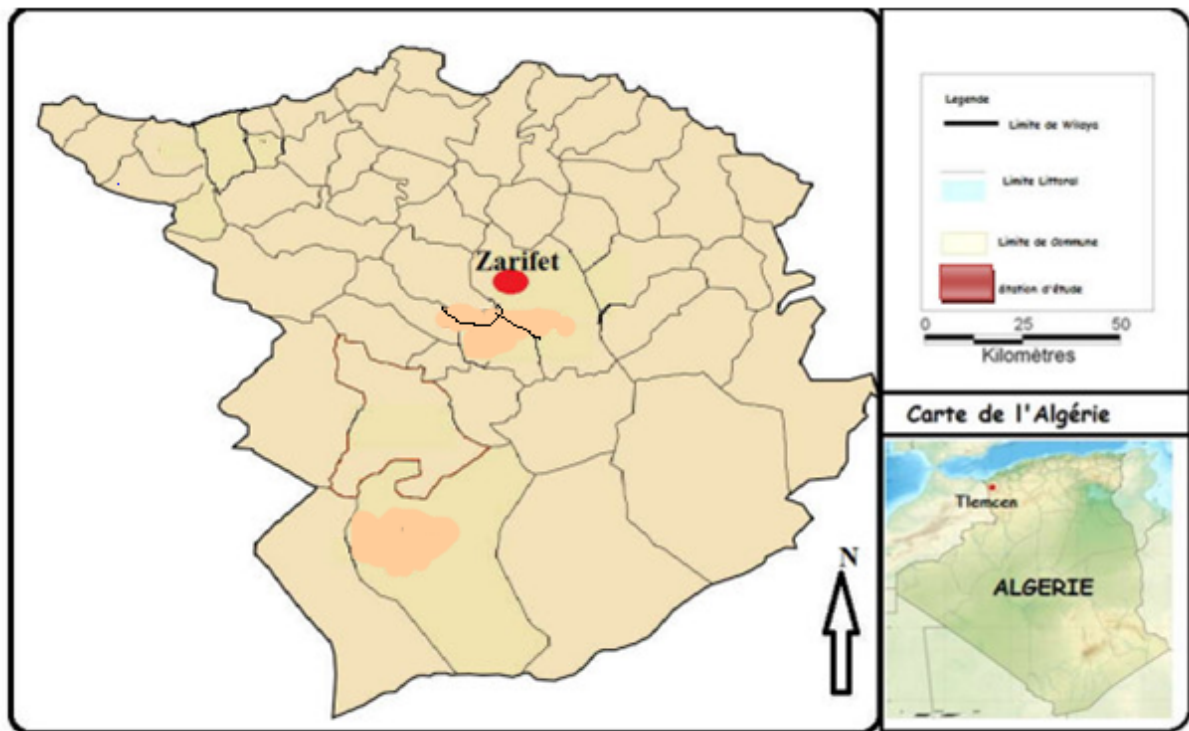 Zarifet
N
Legende
Limite de Wilaya
Limite Littoral
Limite de Commune
station d'étude
0 25 50
Kilomètres
Carte de l'Algérie
Tlemcen
ALGERIE